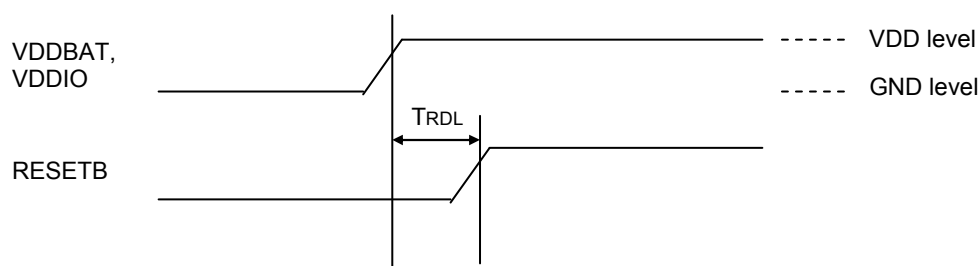 VDDBAT,
VDDIO
VDD level
GND level
TRDL
RESETB